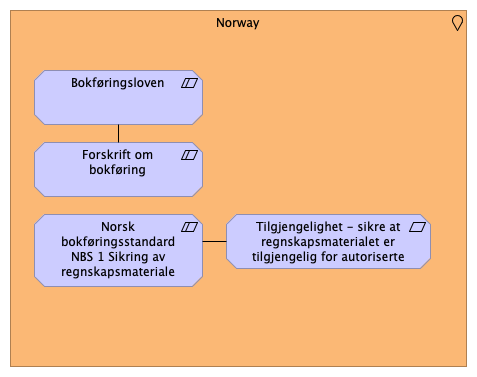 Norway
Bokføringsloven
Forskrift om
bokføring
Norsk
bokføringsstandard
NBS 1 Sikring av
regnskapsmateriale
Tilgjengelighet - sikre at
regnskapsmaterialet er
tilgjengelig for autoriserte